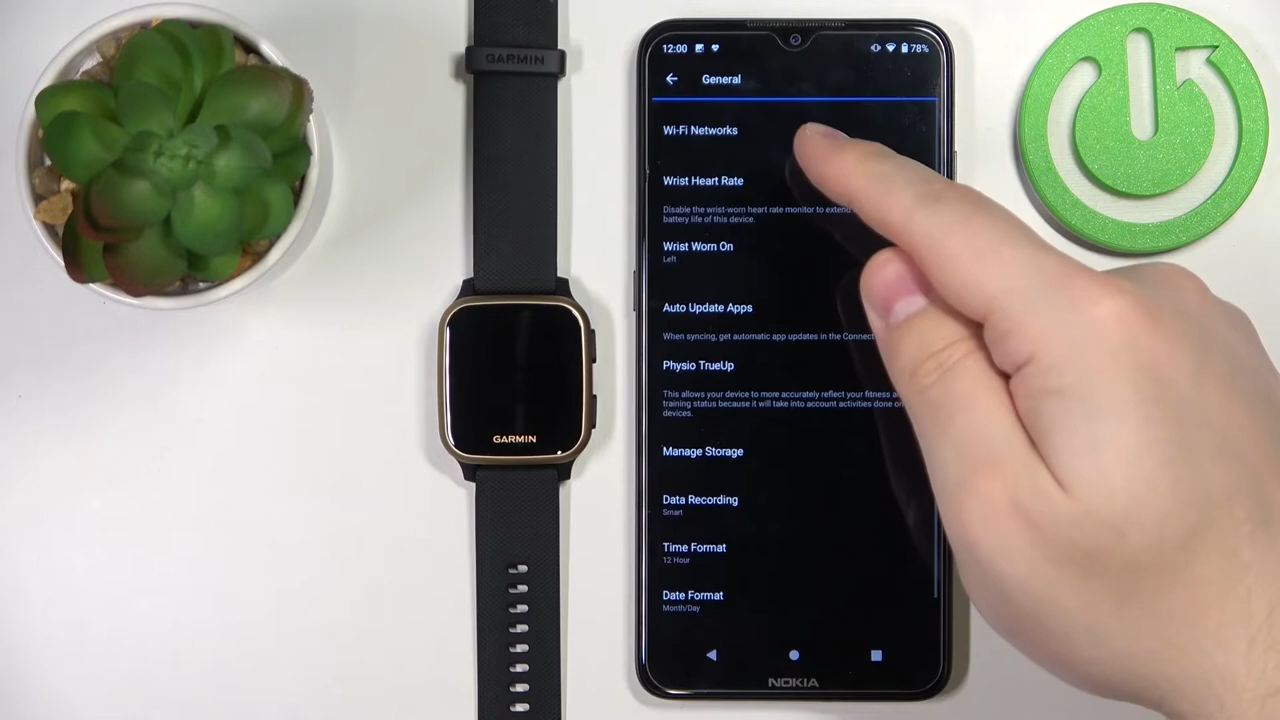 GARMIN
GARMIN
12:00
78%
General
Wi-Fi Networks
Wrist Heart Rate
Disable the wrist-worn heart rate monitor to extend
battery life of this device.
Wrist Worn On
Left
Auto Update Apps
When syncing, get automatic app updates in the Connect
Physio TrueUp
This allows your device to more accurately reflect your fitness
training status because it will take into account activities done on
devices.
Manage Storage
Data Recording
Smart
Time Format
12 Hour
Date Format
Month/Day
NOKIA